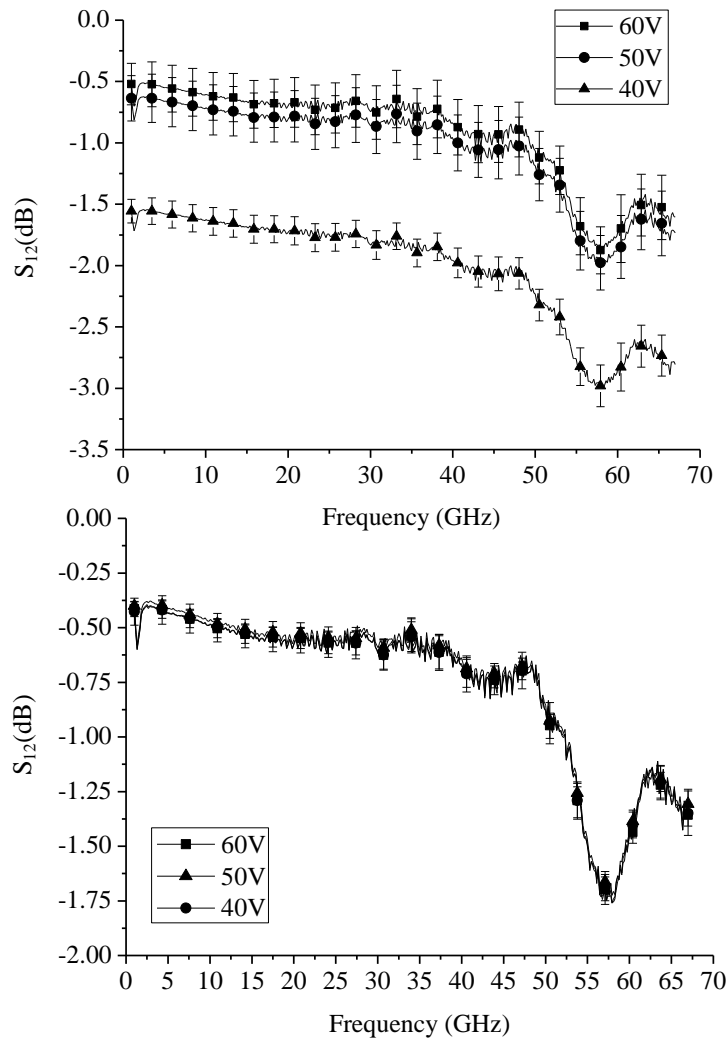 0.0
-0.5
-1.0
-1.5
-2.0
-2.5
-3.0
-3.5
S12(dB)
60V
50V
40V
0 10 20 30 40 50 60 70
Frequency (GHz)
0.00
-0.25
-0.50
-0.75
-1.00
-1.25
-1.50
-1.75
-2.00
S12(dB)
60V
50V
40V
0 5 10 15 20 25 30 35 40 45 50 55 60 65 70
Frequency (GHz)